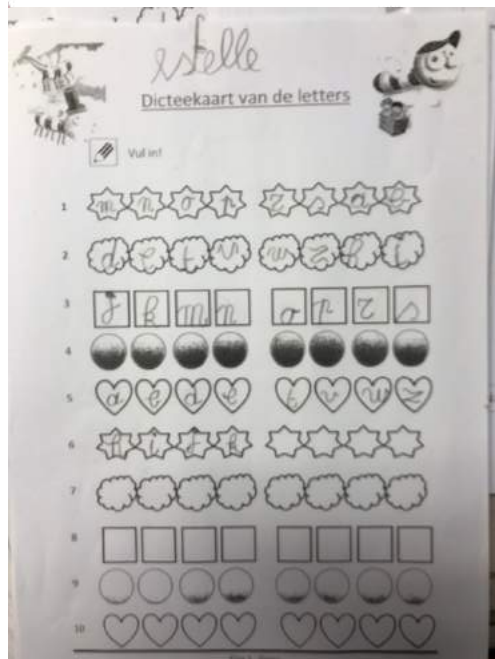 estelle
Dicteekaart van de letters
Vul in!
1 m n o p r s a e
2 d e t v w z h i
3 j k m n o p r s
4
5 a e d e t v w z
6 h i j k
7
8
9
10